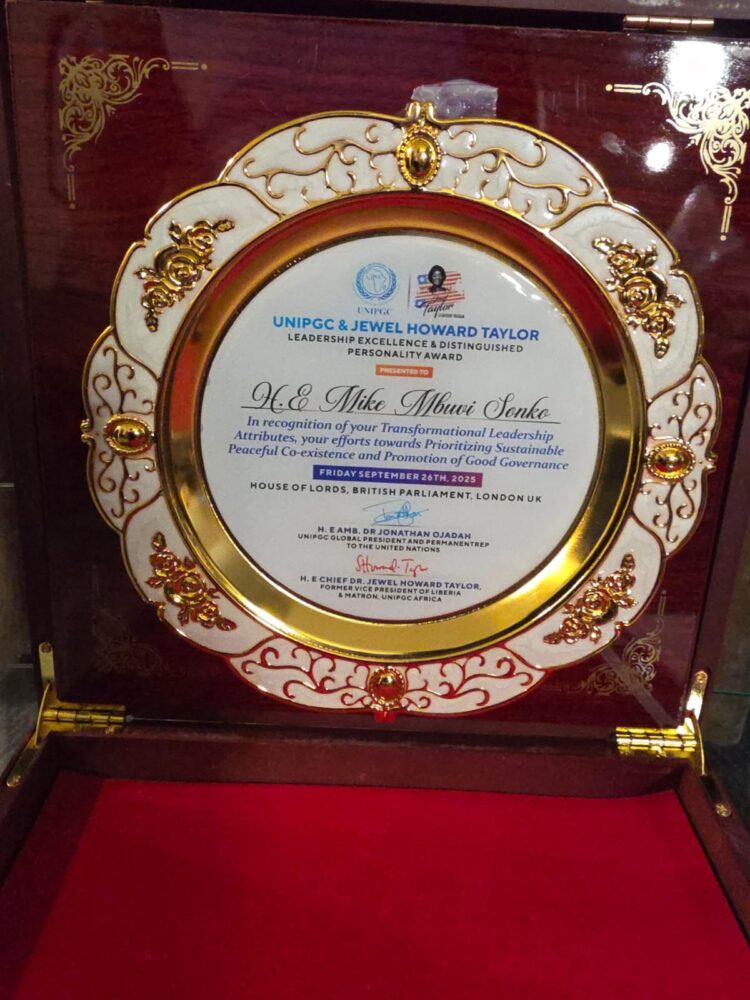 UNIPGC
Taylor
UNIPGC & JEWEL HOWARD TAYLOR
LEADERSHIP EXCELLENCE & DISTINGUISHED
PERSONALITY AWARD
PRESENTED TO
H.E Mike Mbuvi Sonko
In recognition of your Transformational Leadership
Attributes, your efforts towards Prioritizing Sustainable
Peaceful Co-existence and Promotion of Good Governance
FRIDAY SEPTEMBER 26TH, 2025
HOUSE OF LORDS, BRITISH PARLIAMENT, LONDON UK
H. E AMB. DR JONATHAN OJADAH
UNIPGC GLOBAL PRESIDENT AND PERMANENTREP
TO THE UNITED NATIONS
H. E CHIEF DR. JEWEL HOWARD TAYLOR,
FORMER VICE PRESIDENT OF LIBERIA
& MATRON, UNIPGC AFRICA